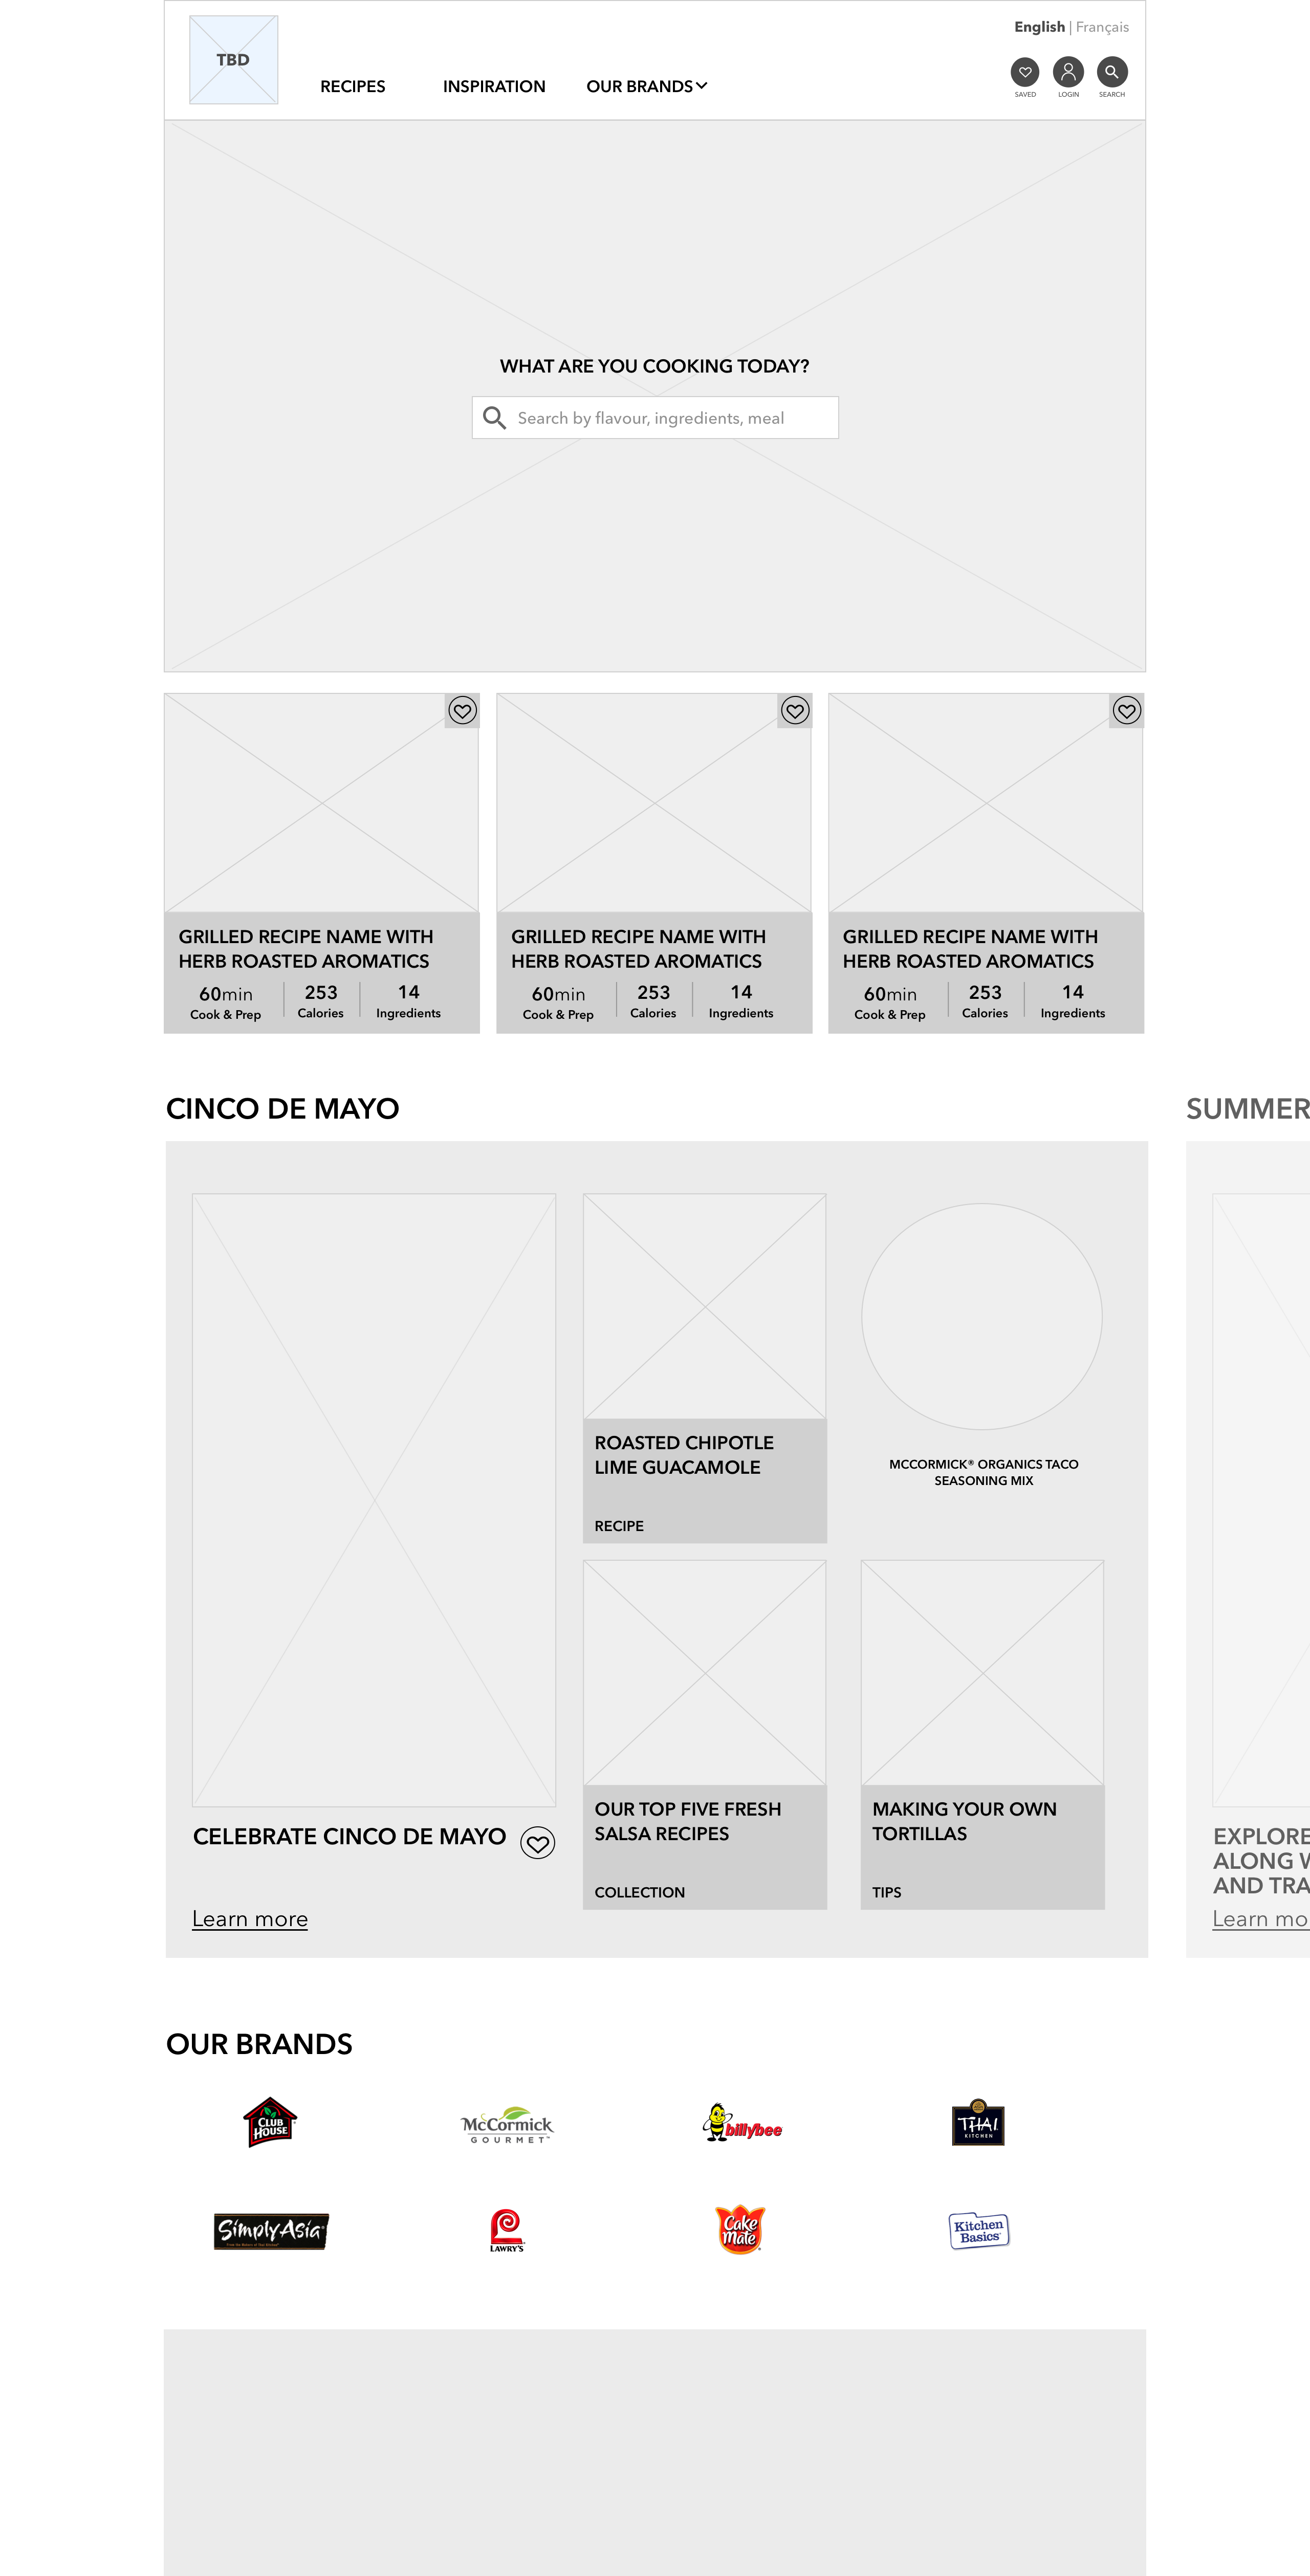 English | Français
TBD
RECIPES INSPIRATION OUR BRANDS
SAVED LOGIN SEARCH
WHAT ARE YOU COOKING TODAY?
Search by flavour, ingredients, meal
GRILLED RECIPE NAME WITH
HERB ROASTED AROMATICS
60min 253 14
Cook & Prep Calories Ingredients
GRILLED RECIPE NAME WITH
HERB ROASTED AROMATICS
60min 253 14
Cook & Prep Calories Ingredients
GRILLED RECIPE NAME WITH
HERB ROASTED AROMATICS
60min 253 14
Cook & Prep Calories Ingredients
CINCO DE MAYO
CELEBRATE CINCO DE MAYO
Learn more
ROASTED CHIPOTLE
LIME GUACAMOLE
RECIPE
MCCORMICK® ORGANICS TACO
SEASONING MIX
OUR TOP FIVE FRESH
SALSA RECIPES
COLLECTION
MAKING YOUR OWN
TORTILLAS
TIPS
SUMMER
EXPLORE
ALONG W
AND TRA
Learn mo
OUR BRANDS
CLUB
HOUSE
McCormick
GOURMET™
billybee
THAI
KITCHEN
Simply Asia
LAWRY'S
Cake
Mate
Kitchen
Basics